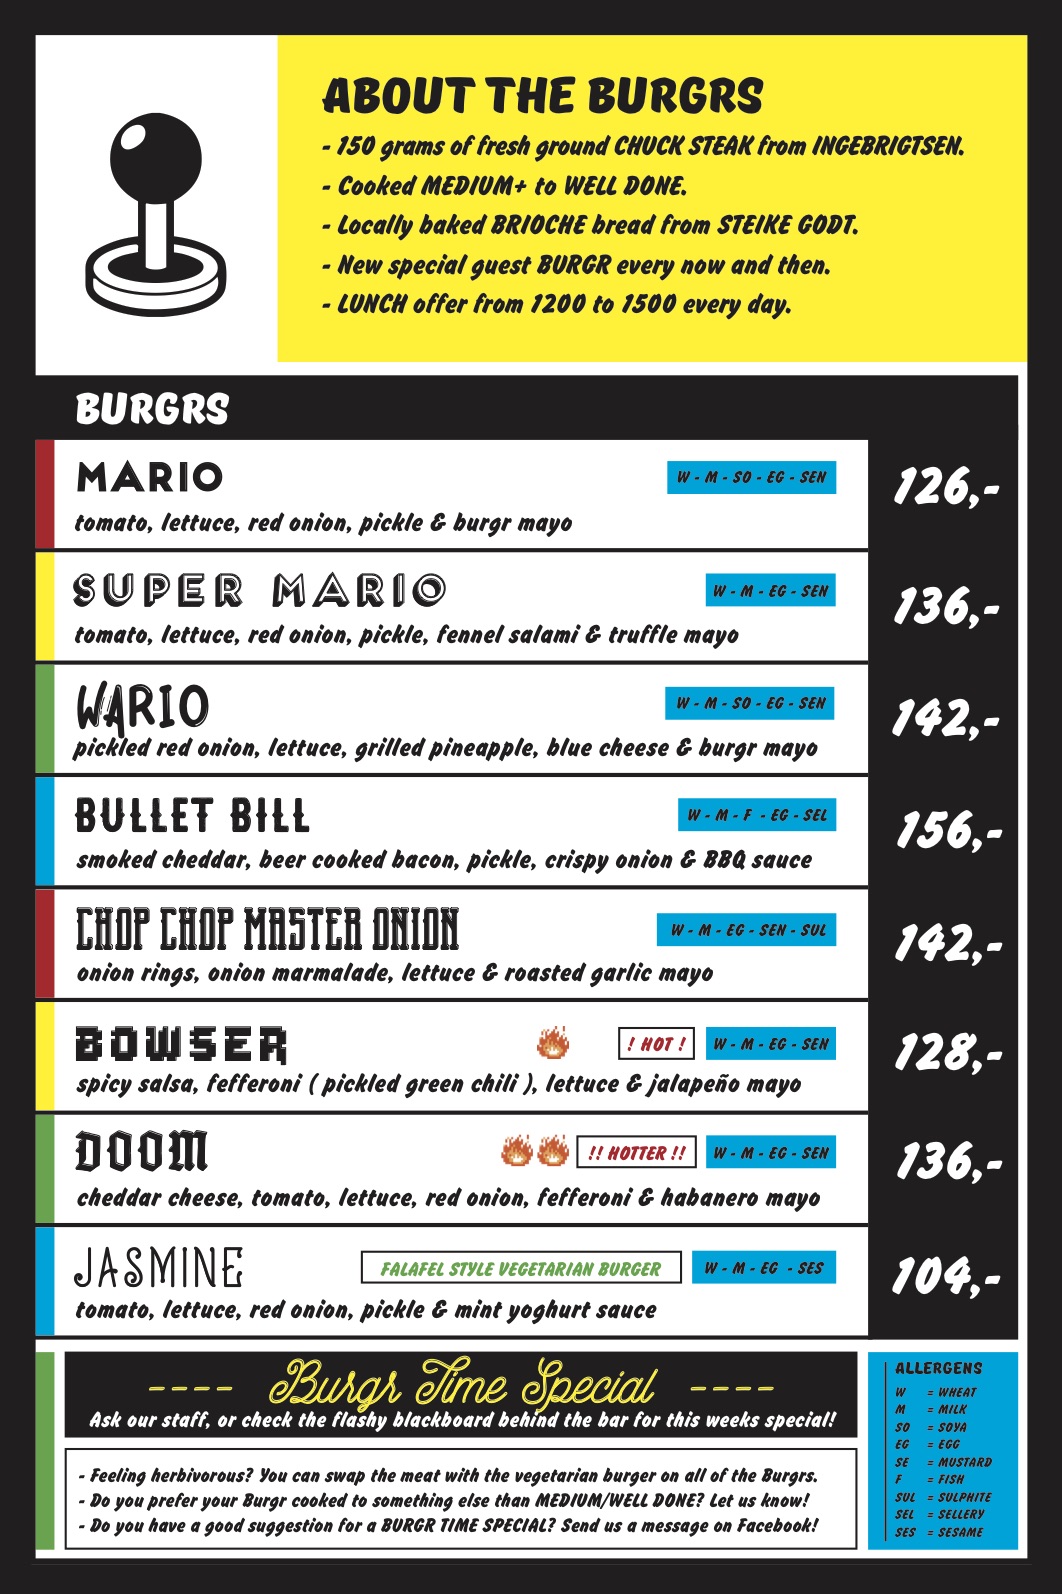 ABOUT THE BURGRS
- 150 grams of fresh ground CHUCK STEAK from INGEBRIGTSEN.
- Cooked MEDIUM+ to WELL DONE.
- Locally baked BRIOCHE bread from STEIKE GODT.
- New special guest BURGR every now and then.
- LUNCH offer from 1200 to 1500 every day.
BURGRS
MARIO W - M - SO - EG - SEN 126,-
tomato, lettuce, red onion, pickle & burgr mayo
SUPER MARIO W - M - EG - SEN 136,-
tomato, lettuce, red onion, pickle, fennel salami & truffle mayo
WARIO W - M - SO - EG - SEN 142,-
pickled red onion, lettuce, grilled pineapple, blue cheese & burgr mayo
BULLET BILL W - M - F - EG - SEL 156,-
smoked cheddar, beer cooked bacon, pickle, crispy onion & BBQ sauce
CHOP CHOP MASTER ONION W - M - EG - SEN - SUL 142,-
onion rings, onion marmalade, lettuce & roasted garlic mayo
BOWSER ! HOT ! W - M - EG - SEN 128,-
spicy salsa, fefferoni ( pickled green chili ), lettuce & jalapeño mayo
DOOM !! HOTTER !! W - M - EG - SEN 136,-
cheddar cheese, tomato, lettuce, red onion, fefferoni & habanero mayo
JASMINE FALAFEL STYLE VEGETARIAN BURGER W - M - EG - SES 104,-
tomato, lettuce, red onion, pickle & mint yoghurt sauce
---- Burgr Time Special ----
Ask our staff, or check the flashy blackboard behind the bar for this weeks special!
- Feeling herbivorous? You can swap the meat with the vegetarian burger on all of the Burgrs.
- Do you prefer your Burgr cooked to something else than MEDIUM/WELL DONE? Let us know!
- Do you have a good suggestion for a BURGR TIME SPECIAL? Send us a message on Facebook!
ALLERGENS
W = WHEAT
M = MILK
SO = SOYA
EG = EGG
SE = MUSTARD
F = FISH
SUL = SULPHITE
SEL = SELLERY
SES = SESAME